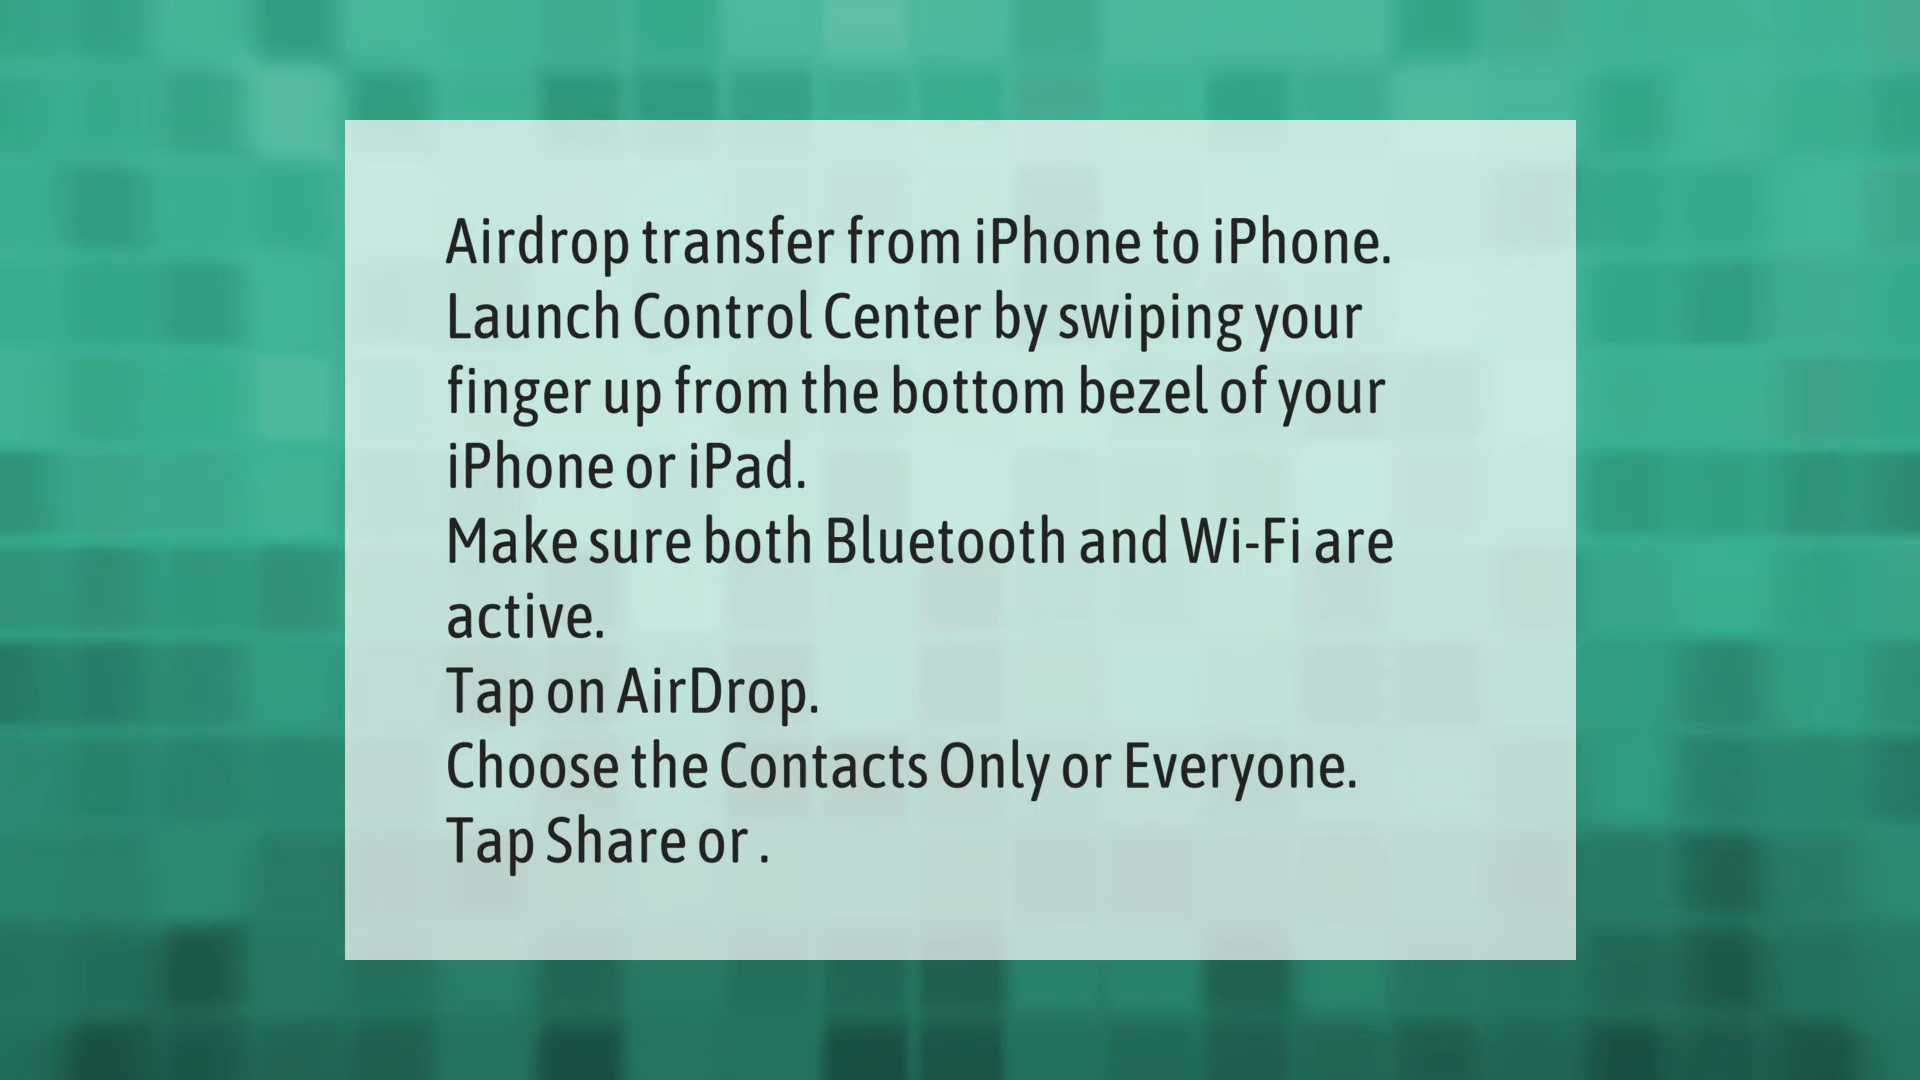 Airdrop transfer from iPhone to iPhone.
Launch Control Center by swiping your
finger up from the bottom bezel of your
iPhone or iPad.
Make sure both Bluetooth and Wi-Fi are
active.
Tap on AirDrop.
Choose the Contacts Only or Everyone.
Tap Share or .